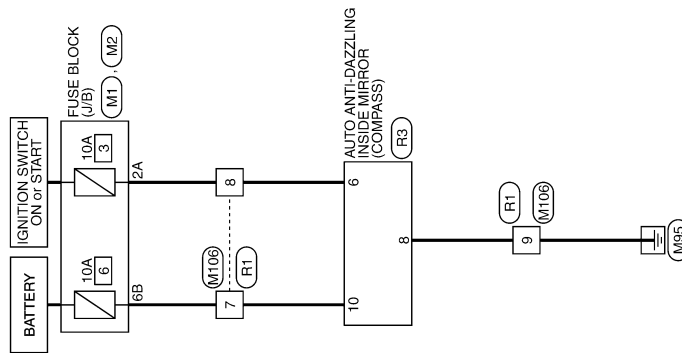 IGNITION SWITCH
ON or START
BATTERY
FUSE BLOCK
(J/B)
M1 , M2
10A
3
10A
6
2A
6B
8
7
M106
R1
AUTO ANTI-DAZZLING
INSIDE MIRROR
(COMPASS)
R3
6
10
8
R1
M106
9
M95